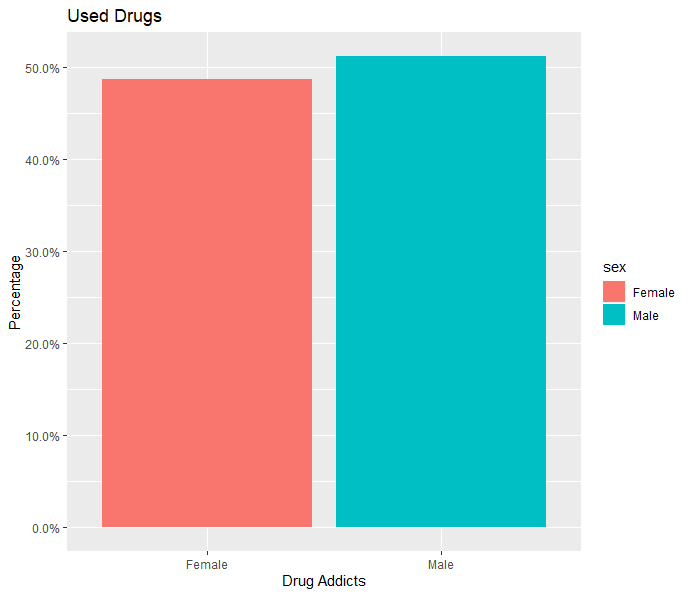 Used Drugs
Percentage
50.0%
40.0%
30.0%
20.0%
10.0%
0.0%
Female
Male
Drug Addicts
sex
Female
Male